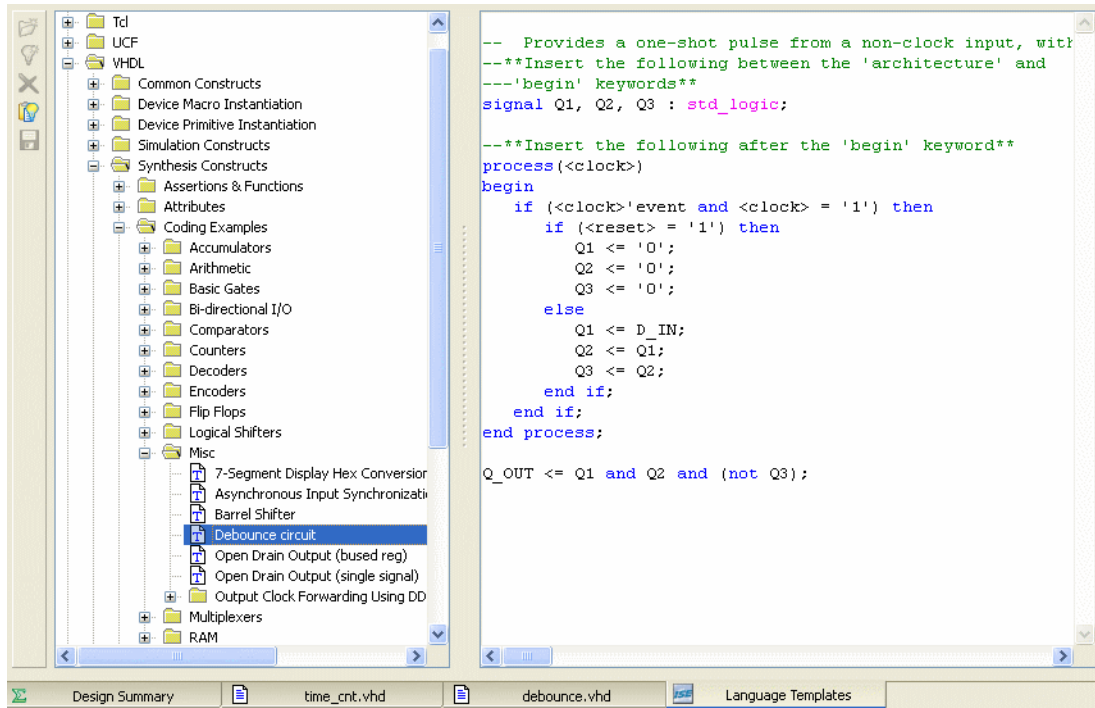 Tcl
UCF
VHDL
Common Constructs
Device Macro Instantiation
Device Primitive Instantiation
Simulation Constructs
Synthesis Constructs
Assertions & Functions
Attributes
Coding Examples
Accumulators
Arithmetic
Basic Gates
Bi-directional I/O
Comparators
Counters
Decoders
Encoders
Flip Flops
Logical Shifters
Misc
7-Segment Display Hex Conversion
Asynchronous Input Synchronizati
Barrel Shifter
Debounce circuit
Open Drain Output (bused reg)
Open Drain Output (single signal)
Output Clock Forwarding Using DD
Multiplexers
RAM
--  Provides a one-shot pulse from a non-clock input, with
--**Insert the following between the 'architecture' and
---'begin' keywords**
signal Q1, Q2, Q3 : std_logic;
--**Insert the following after the 'begin' keyword**
process(<clock>)
begin
   if (<clock>'event and <clock> = '1') then
      if (<reset> = '1') then
         Q1 <= '0';
         Q2 <= '0';
         Q3 <= '0';
      else
         Q1 <= D_IN;
         Q2 <= Q1;
         Q3 <= Q2;
      end if;
   end if;
end process;
Q_OUT <= Q1 and Q2 and (not Q3);
Σ Design Summary
time_cnt.vhd
debounce.vhd
ISE Language Templates